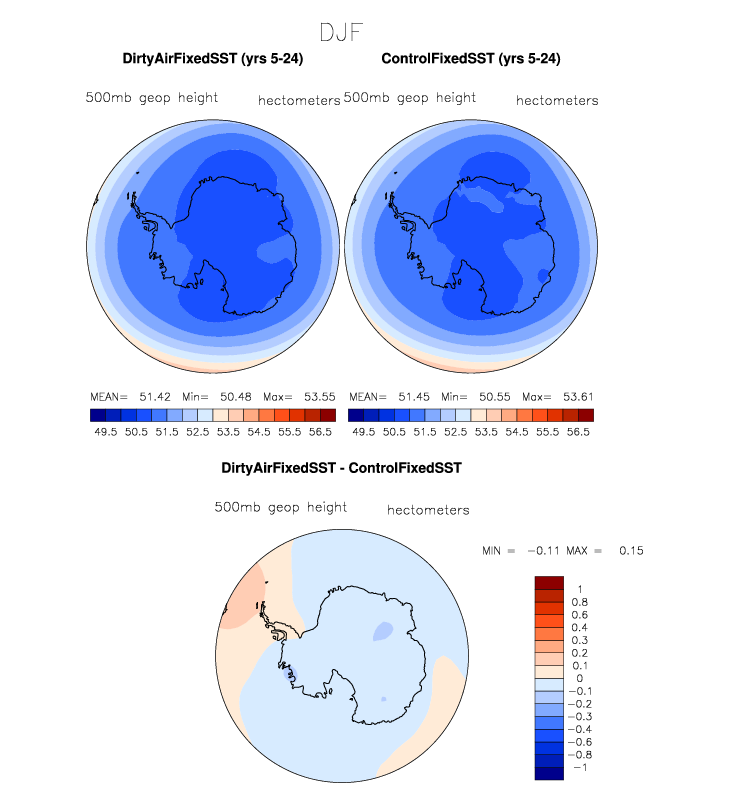 DJF
DirtyAirFixedSST (yrs 5-24) ControlFixedSST (yrs 5-24)
500mb geop height hectometers 500mb geop height hectometers
MEAN= 51.42 Min= 50.48 Max= 53.55 MEAN= 51.45 Min= 50.55 Max= 53.61
49.5 50.5 51.5 52.5 53.5 54.5 55.5 56.5 49.5 50.5 51.5 52.5 53.5 54.5 55.5 56.5
DirtyAirFixedSST - ControlFixedSST
500mb geop height hectometers
MIN = -0.11 MAX = 0.15
1
0.8
0.6
0.4
0.3
0.2
0.1
0
-0.1
-0.2
-0.3
-0.4
-0.6
-0.8
-1